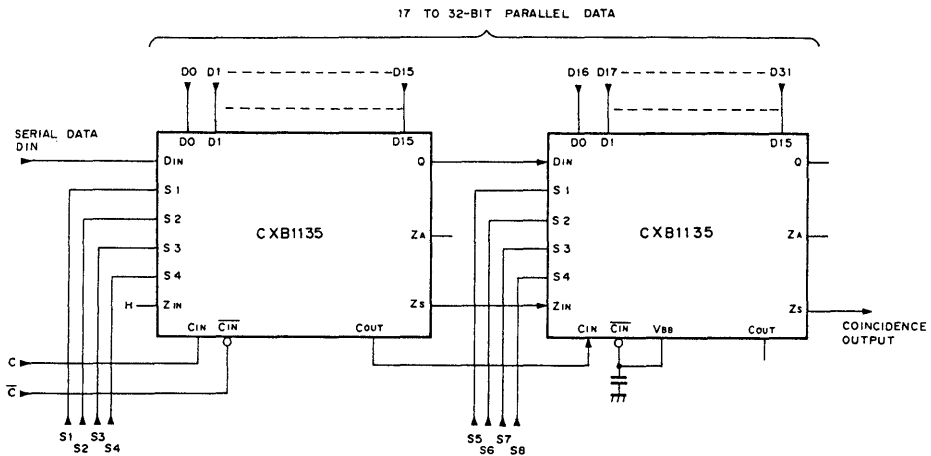 17 TO 32-BIT PARALLEL DATA
D0 D1 D15 D16 D17 D31
SERIAL DATA
DIN
D0 D1 D15 D0 D1 D15
DIN Q DIN Q
S1 S1
S2 S2
CXB1135 ZA CXB1135 ZA
S3 S3
S4 S4
H ZIN ZS ZIN ZS
COINCIDENCE
OUTPUT
CIN CIN COUT CIN CIN VBB COUT
C
C
S1 S2 S3 S4 S5 S6 S7 S8